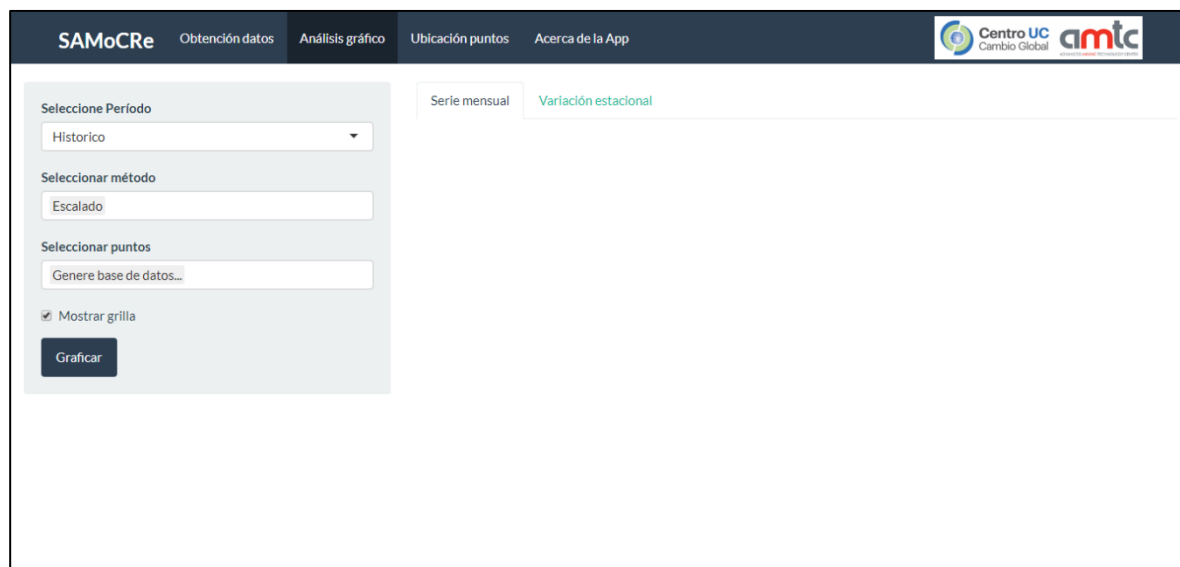 SAMoCRe Obtención datos Análisis gráfico Ubicación puntos Acerca de la App
Centro UC
Cambio Global
amtc
Seleccione Período
Historico
Seleccionar método
Escalado
Seleccionar puntos
Genere base de datos...
Mostrar grilla
Graficar
Serie mensual Variación estacional